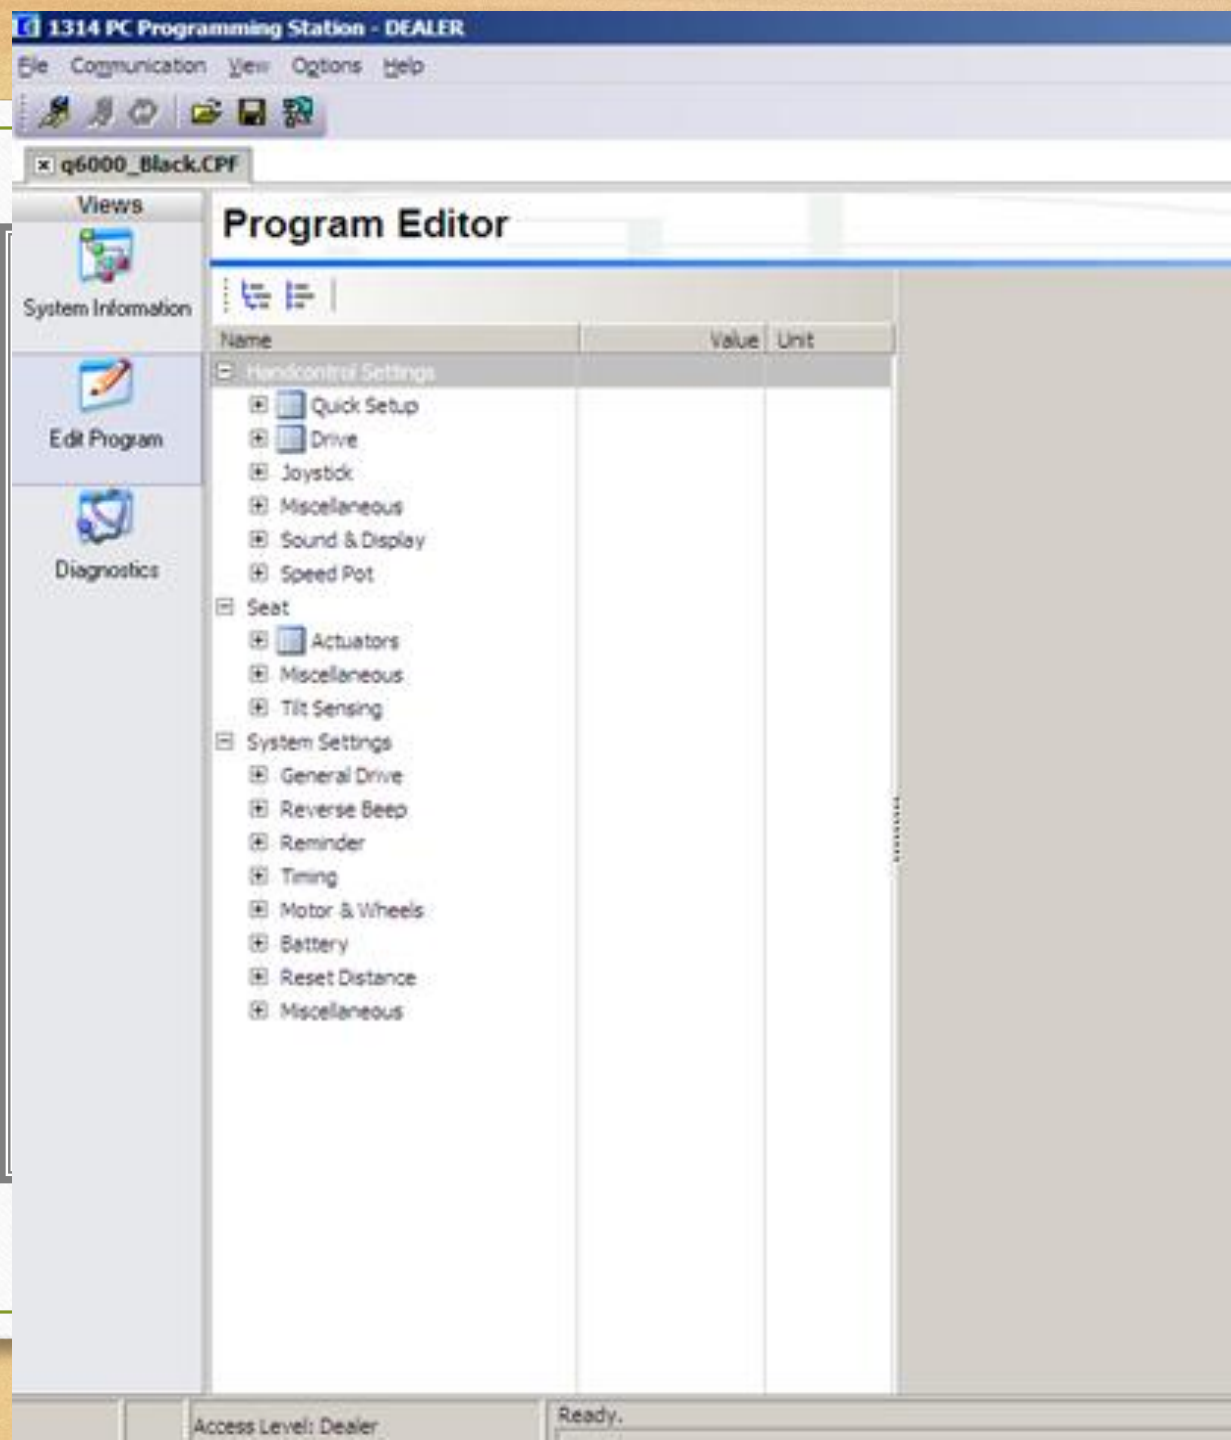 1314 PC Programming Station - DEALER
File Communication View Options Help
q6000_Black.CPf
Views
Program Editor
System Information
Name Value Unit
Handcontrol Settings
Quick Setup
Edit Program
Drive
Joystick
Miscellaneous
Sound & Display
Diagnostics
Speed Pot
Seat
Actuators
Miscellaneous
Tilt Sensing
System Settings
General Drive
Reverse Beep
Reminder
Timing
Motor & Wheels
Battery
Reset Distance
Miscellaneous
Access Level: Dealer
Ready.